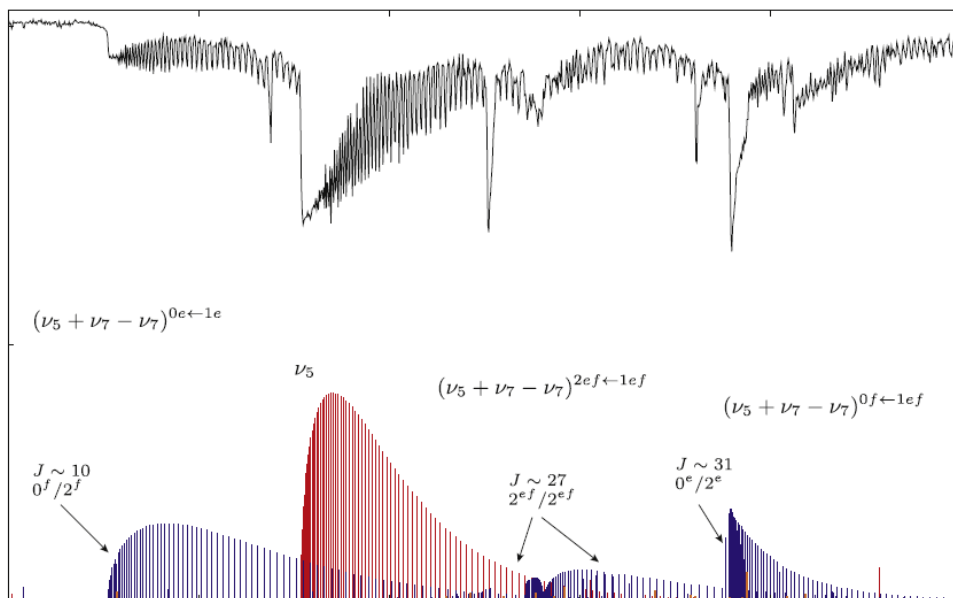 (ν₅ + ν₇ − ν₇)⁰ᵉ←¹ᵉ
ν₅
(ν₅ + ν₇ − ν₇)²ᵉᶠ←¹ᵉᶠ
(ν₅ + ν₇ − ν₇)⁰ᶠ←¹ᵉᶠ
J ∼ 10
0ᶠ/2ᶠ
J ∼ 27
2ᵉᶠ/2ᵉᶠ
J ∼ 31
0ᵉ/2ᵉ